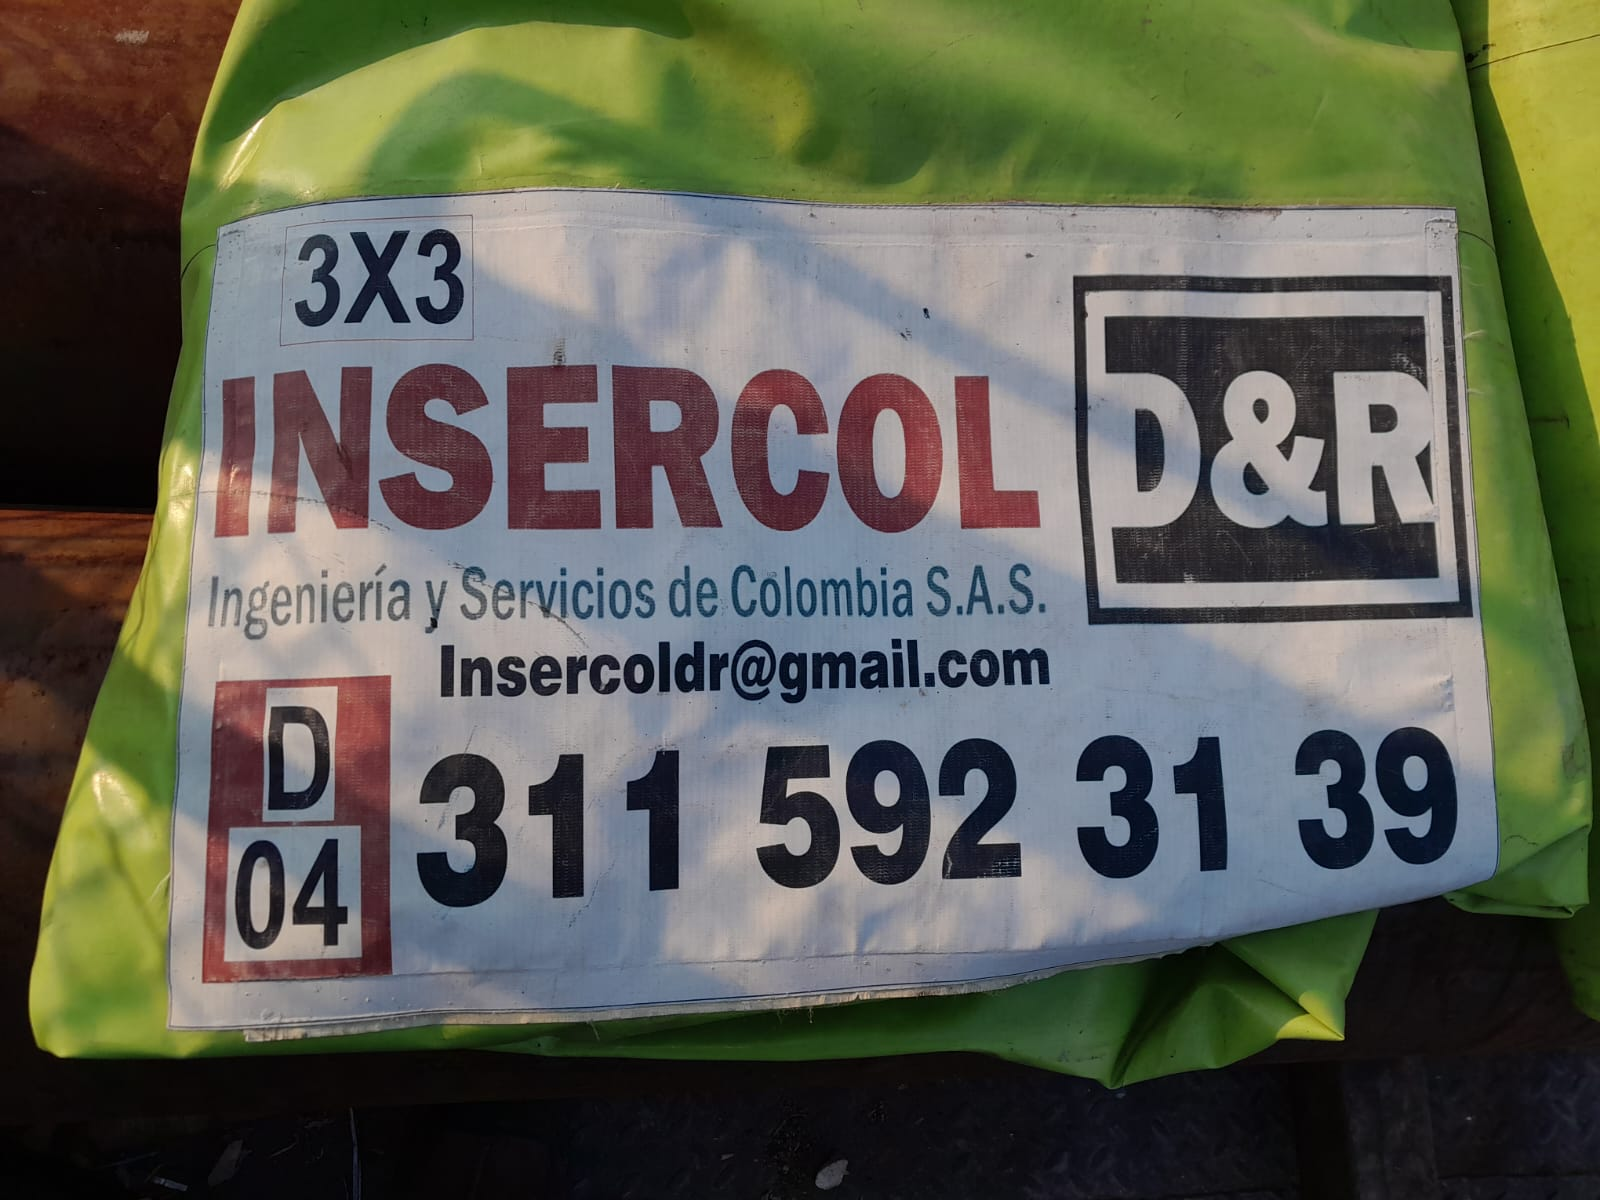 3X3
INSERCOL
D&R
Ingeniería y Servicios de Colombia S.A.S.
Insercoldr@gmail.com
D
04
311 592 31 39